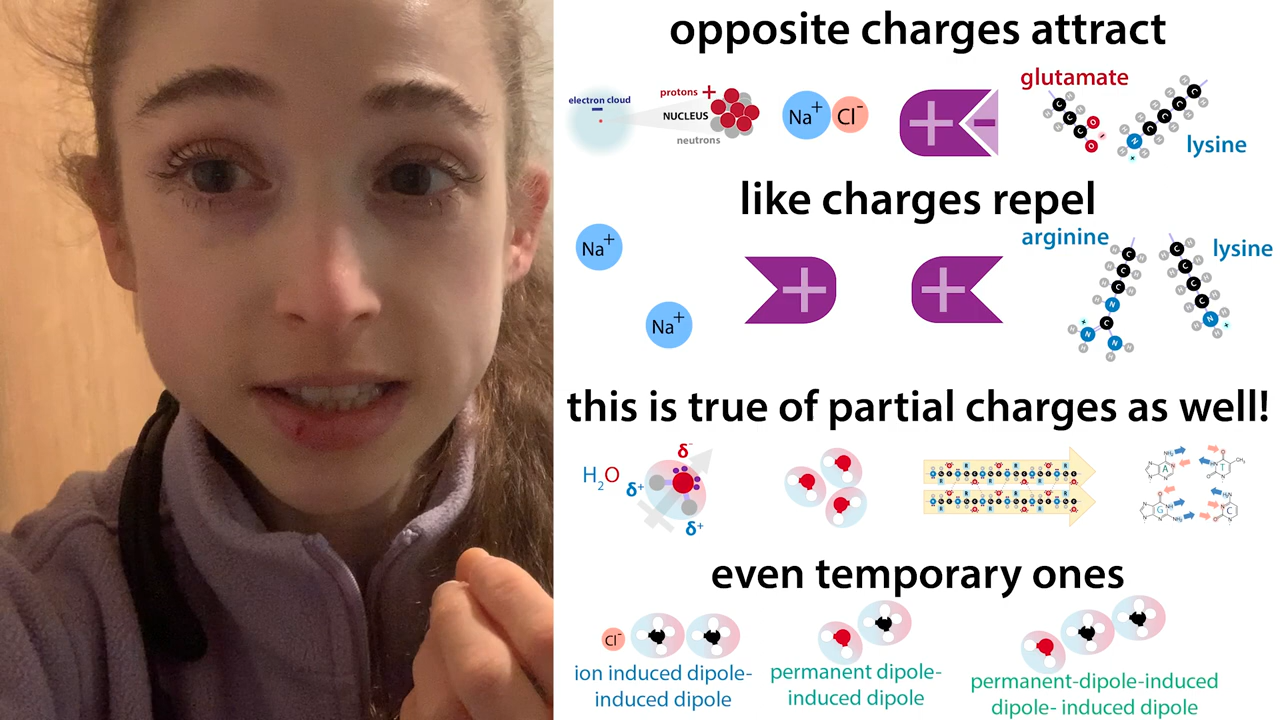 opposite charges attract
electron cloud
−
protons +
NUCLEUS
neutrons
Na+
Cl−
+
−
glutamate
lysine
like charges repel
Na+
Na+
+
+
arginine
lysine
this is true of partial charges as well!
H2O
δ−
δ+
δ+
A
T
G
C
even temporary ones
Cl−
ion induced dipole-
induced dipole
permanent dipole-
induced dipole
permanent-dipole-induced
dipole- induced dipole